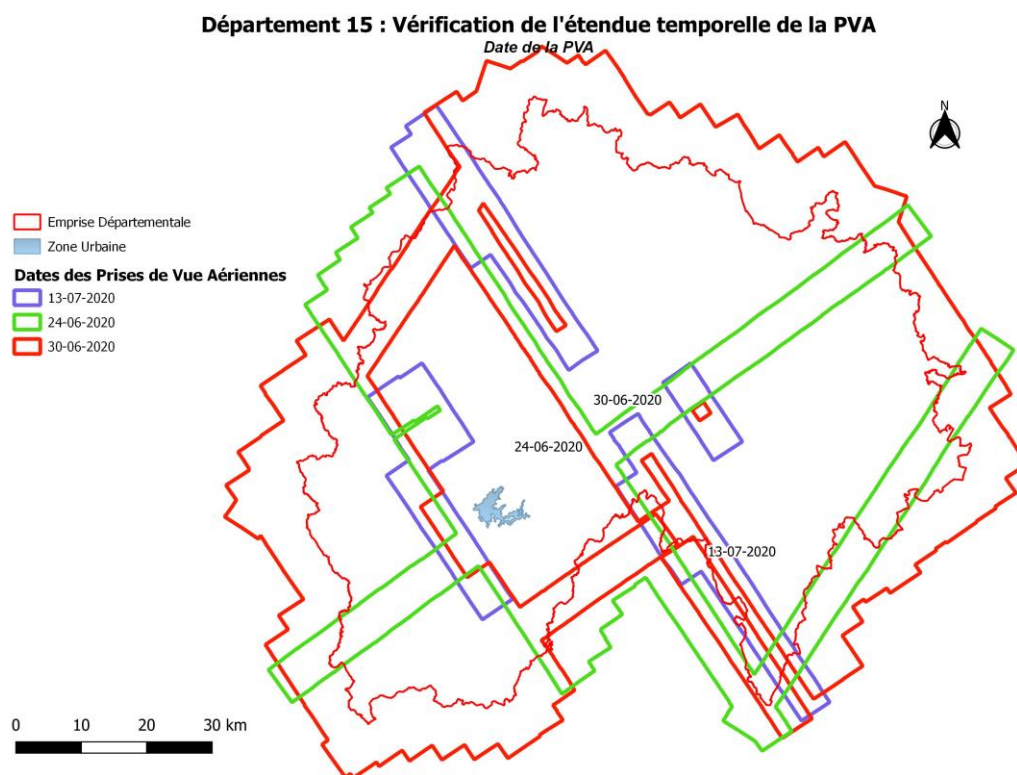 Département 15 : Vérification de l'étendue temporelle de la PVA
Date de la PVA
N
Emprise Départementale
Zone Urbaine
Dates des Prises de Vue Aériennes
13-07-2020
24-06-2020
30-06-2020
30-06-2020
24-06-2020
13-07-2020
0 10 20 30 km